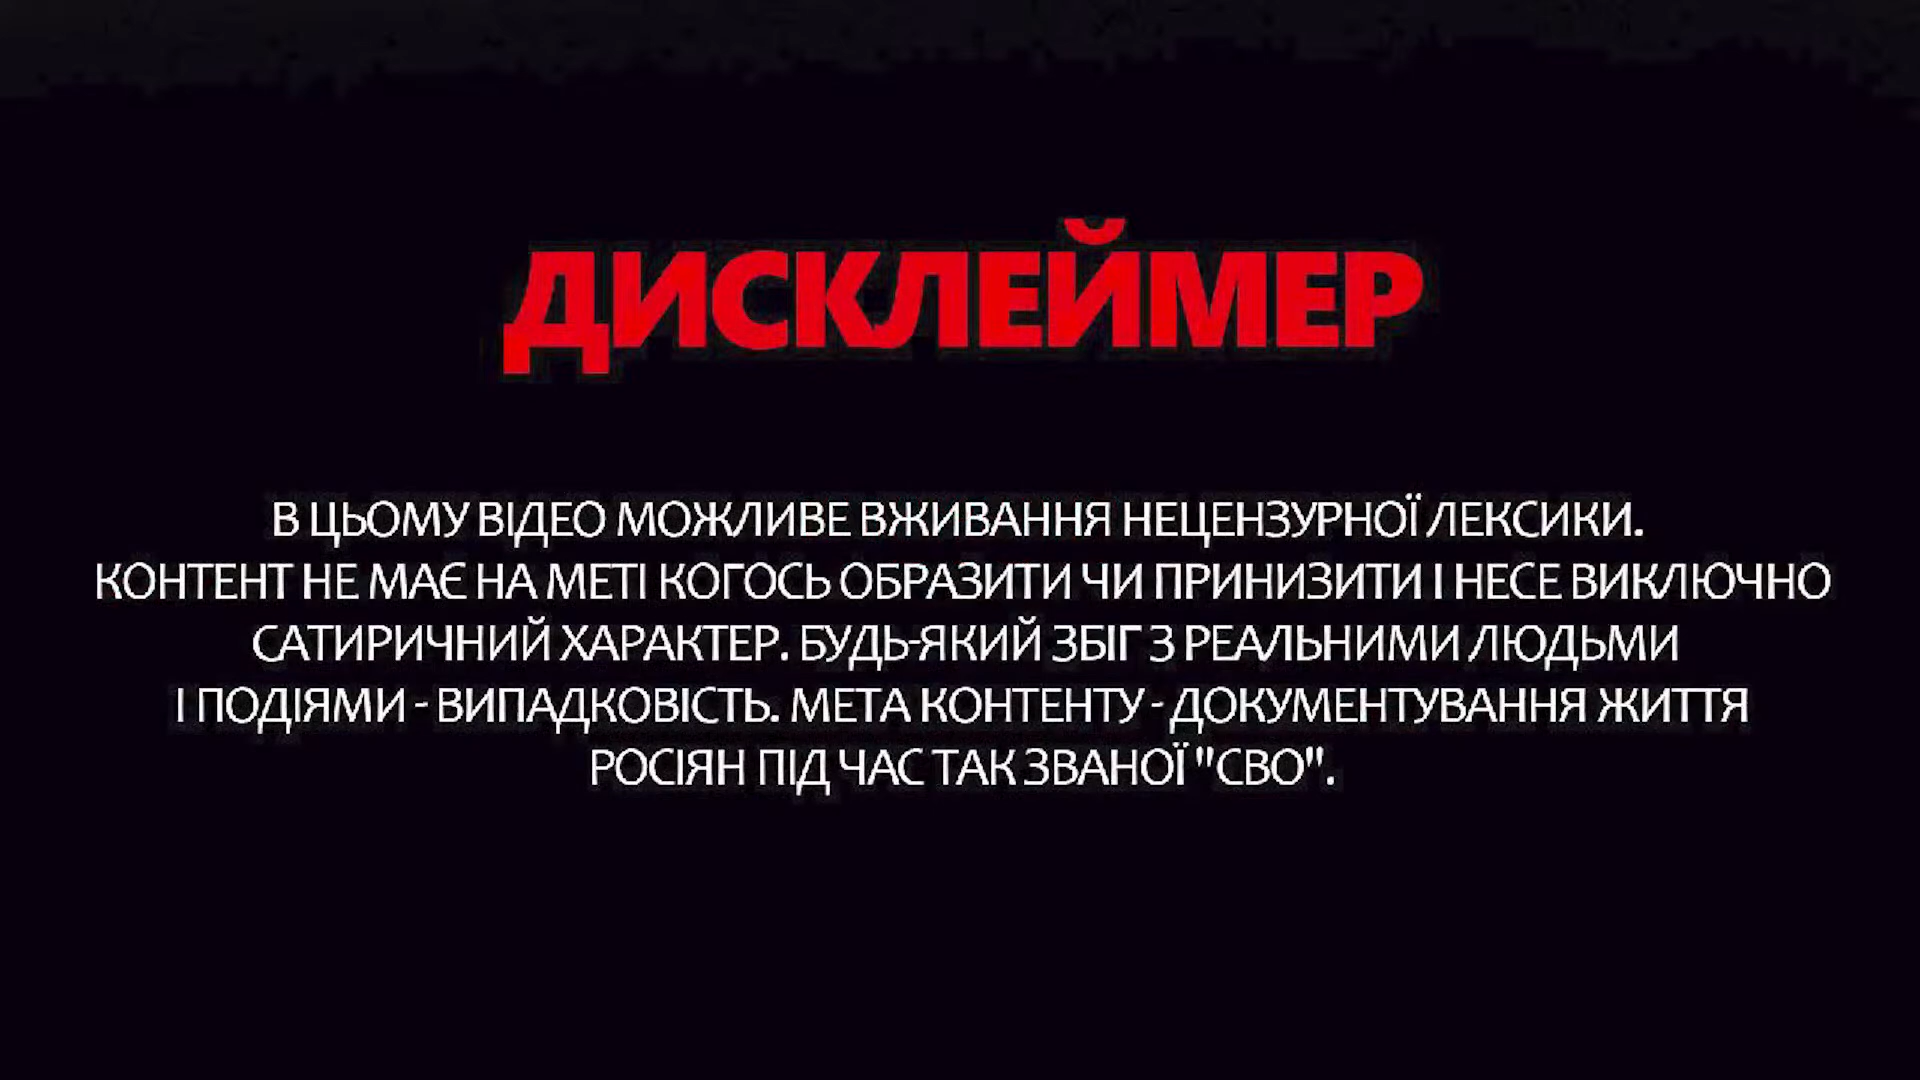 ДИСКЛЕЙМЕР
В ЦЬОМУ ВІДЕО МОЖЛИВЕ ВЖИВАННЯ НЕЦЕНЗУРНОЇ ЛЕКСИКИ.
КОНТЕНТ НЕ МАЄ НА МЕТІ КОГОСЬ ОБРАЗИТИ ЧИ ПРИНИЗИТИ І НЕСЕ ВИКЛЮЧНО
САТИРИЧНИЙ ХАРАКТЕР. БУДЬ-ЯКИЙ ЗБІГ З РЕАЛЬНИМИ ЛЮДЬМИ
І ПОДІЯМИ - ВИПАДКОВІСТЬ. МЕТА КОНТЕНТУ - ДОКУМЕНТУВАННЯ ЖИТТЯ
РОСІЯН ПІД ЧАС ТАК ЗВАНОЇ "СВО".